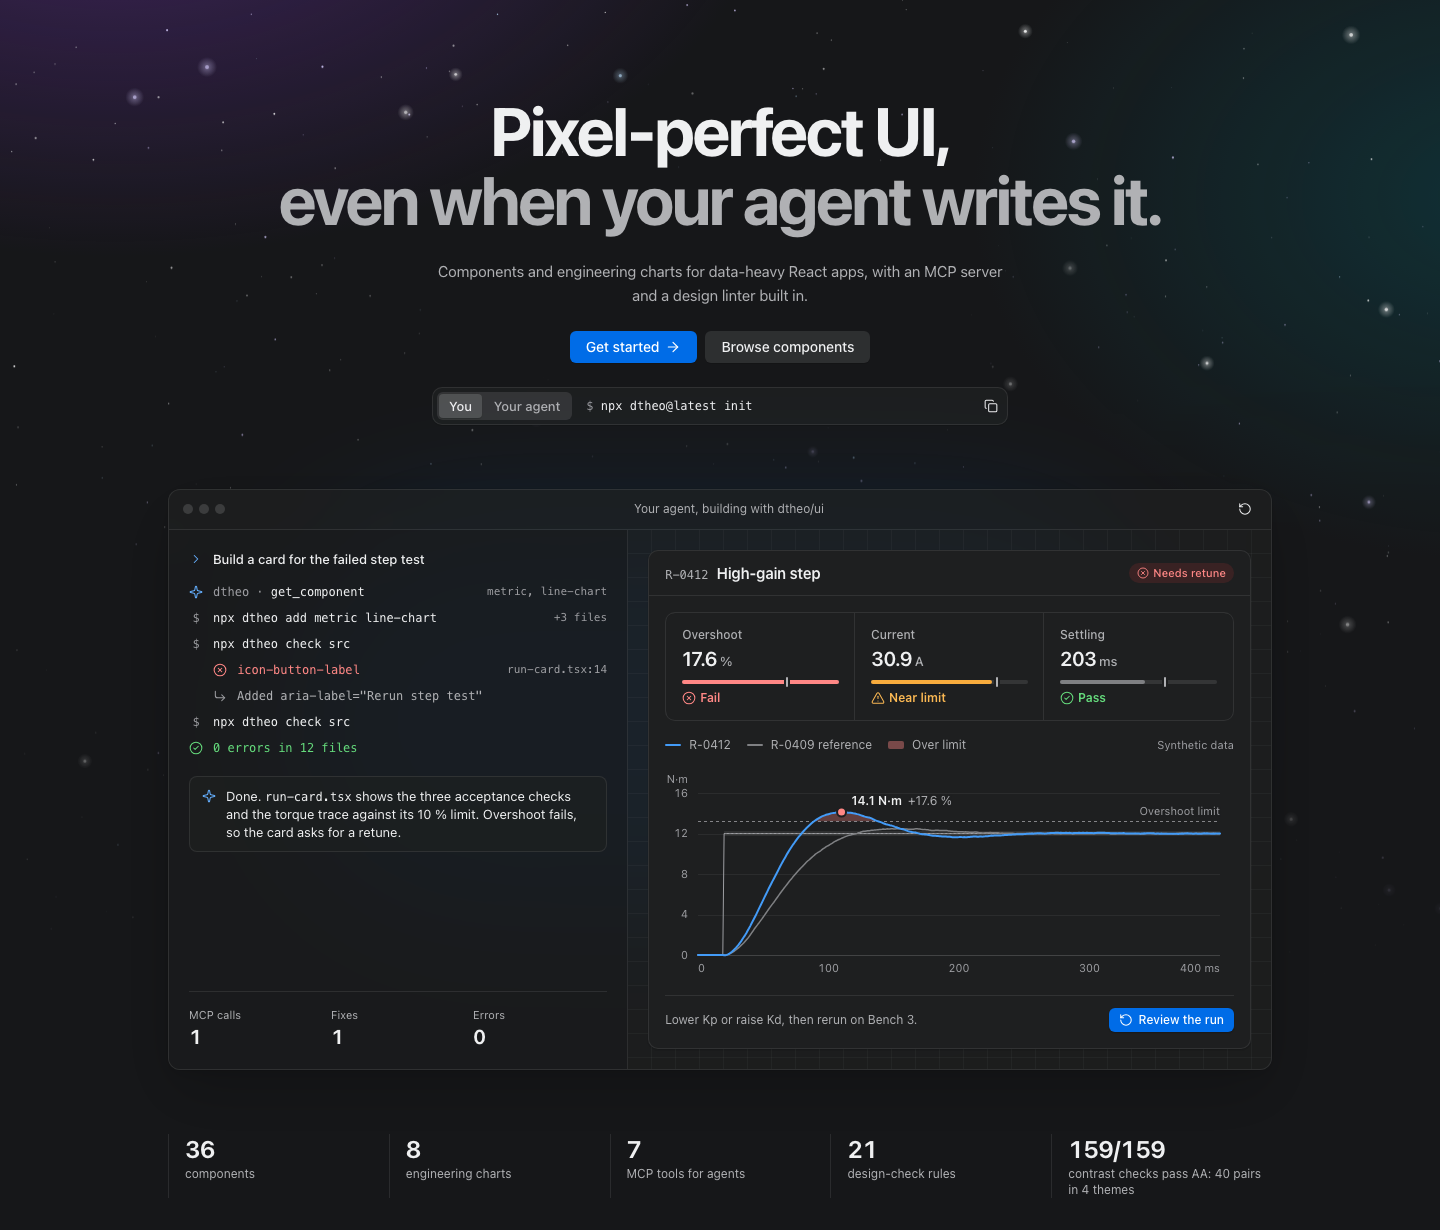 Pixel-perfect UI,
even when your agent writes it.
Components and engineering charts for data-heavy React apps, with an MCP server
and a design linter built in.
Get started
Browse components
You
Your agent
$ npx dtheo@latest init
Your agent, building with dtheo/ui
Build a card for the failed step test
dtheo · get_component
metric, line-chart
$ npx dtheo add metric line-chart
+3 files
$ npx dtheo check src
icon-button-label
run-card.tsx:14
Added aria-label="Rerun step test"
$ npx dtheo check src
0 errors in 12 files
Done. run-card.tsx shows the three acceptance checks
and the torque trace against its 10 % limit. Overshoot fails,
so the card asks for a retune.
MCP calls
1
Fixes
1
Errors
0
R-0412 High-gain step
Needs retune
Overshoot
17.6 %
Fail
Current
30.9 A
Near limit
Settling
203 ms
Pass
R-0412
R-0409 reference
Over limit
Synthetic data
N·m
16
14.1 N·m +17.6 %
Overshoot limit
12
8
4
0
0
100
200
300
400 ms
Lower Kp or raise Kd, then rerun on Bench 3.
Review the run
36
components
8
engineering charts
7
MCP tools for agents
21
design-check rules
159/159
contrast checks pass AA: 40 pairs
in 4 themes